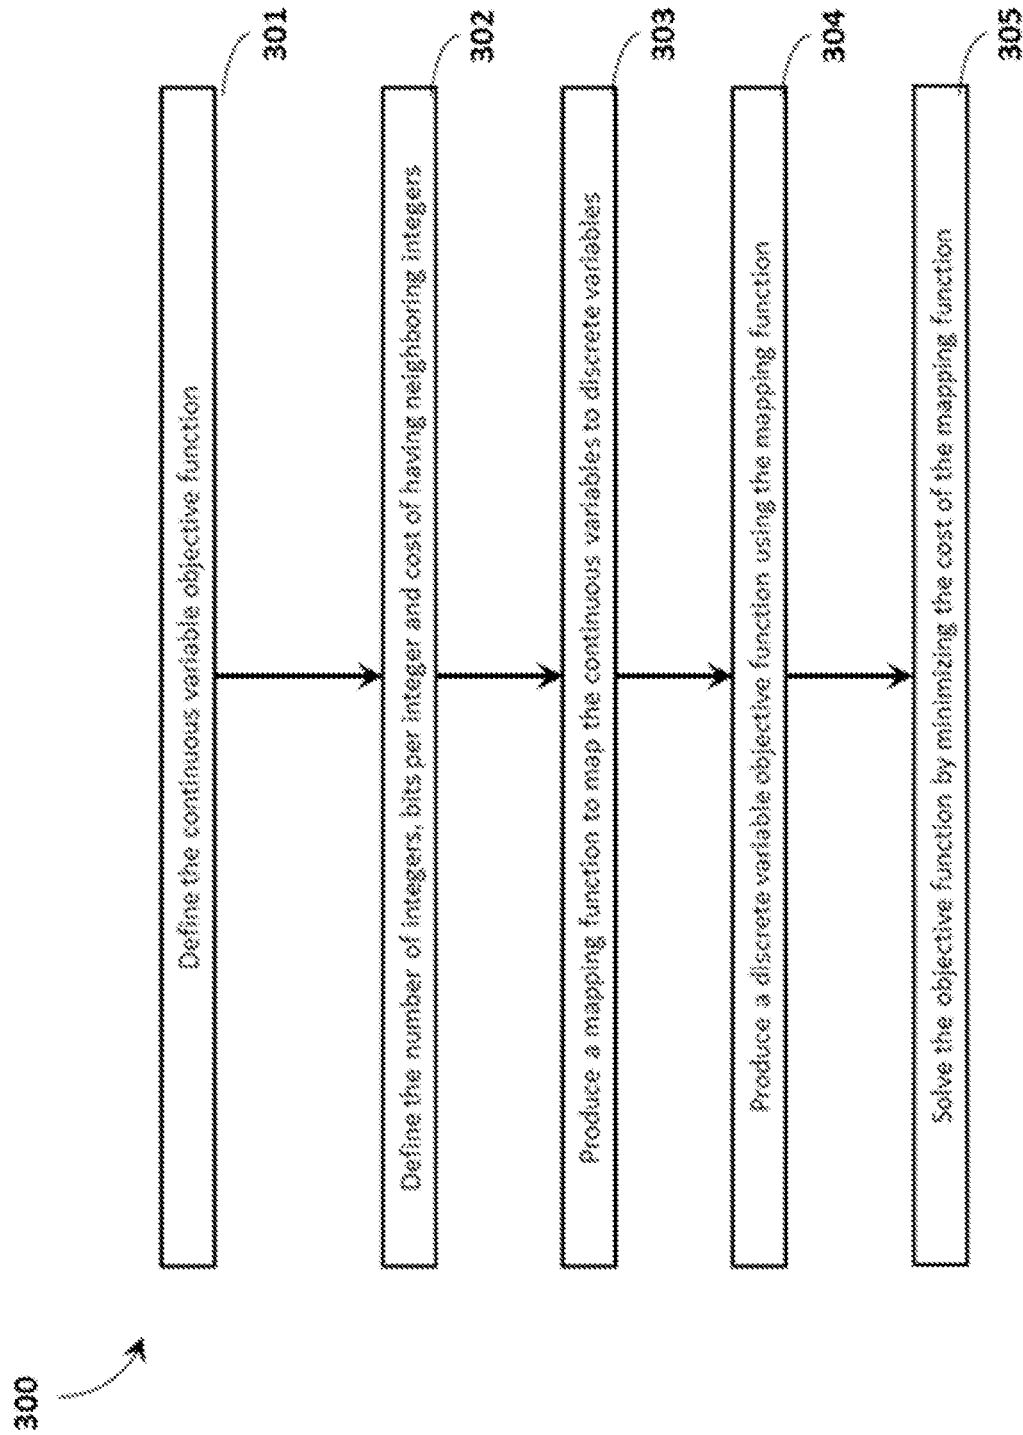 300
Define the continuous variable objective function
301
Define the number of integers, bits per integer and cost of having neighboring integers
302
Produce a mapping function to map the continuous variables to discrete variables
303
Produce a discrete variable objective function using the mapping function
304
Solve the objective function by minimizing the cost of the mapping function
305